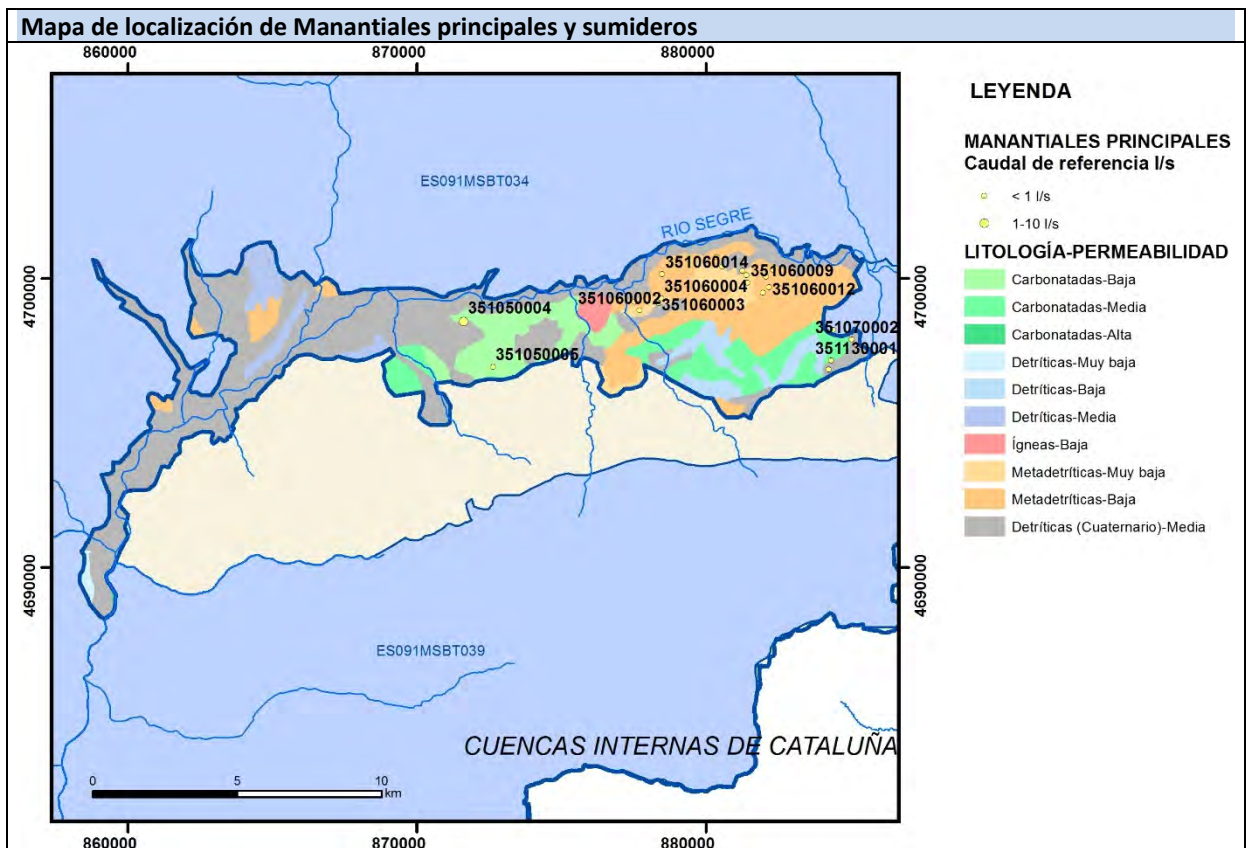 Mapa de localización de Manantiales principales y sumideros
860000 870000 880000
LEYENDA
MANANTIALES PRINCIPALES
Caudal de referencia l/s
< 1 l/s
1-10 l/s
LITOLOGÍA-PERMEABILIDAD
Carbonatadas-Baja
Carbonatadas-Media
Carbonatadas-Alta
Detríticas-Muy baja
Detríticas-Baja
Detríticas-Media
Ígneas-Baja
Metadetríticas-Muy baja
Metadetríticas-Baja
Detríticas (Cuaternario)-Media
ES091MSBT034
RIO SEGRE
4700000
4700000
351060014
351060009
351060004
351060012
351060002
351060003
351050004
351070002
351130001
351050005
4690000
4690000
ES091MSBT039
CUENCAS INTERNAS DE CATALUÑA
0 5 10
km
860000 870000 880000